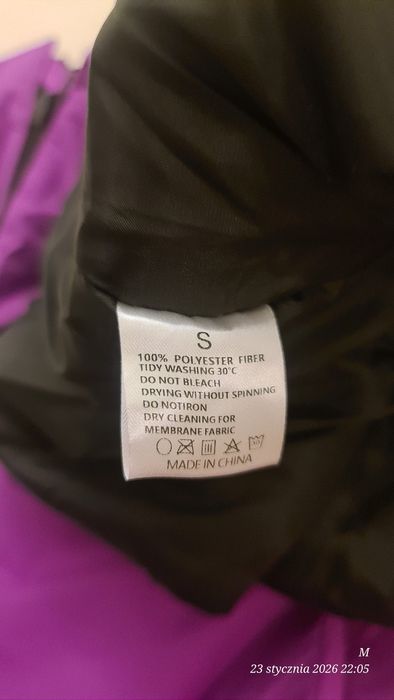 S
100% POLYESTER FIBER
TIDY WASHING 30°C
DO NOT BLEACH
DRYING WITHOUT SPINNING
DO NOTIRON
DRY CLEANING FOR
MEMBRANE FABRIC
MADE IN CHINA
M
23 stycznia 2026 22:05